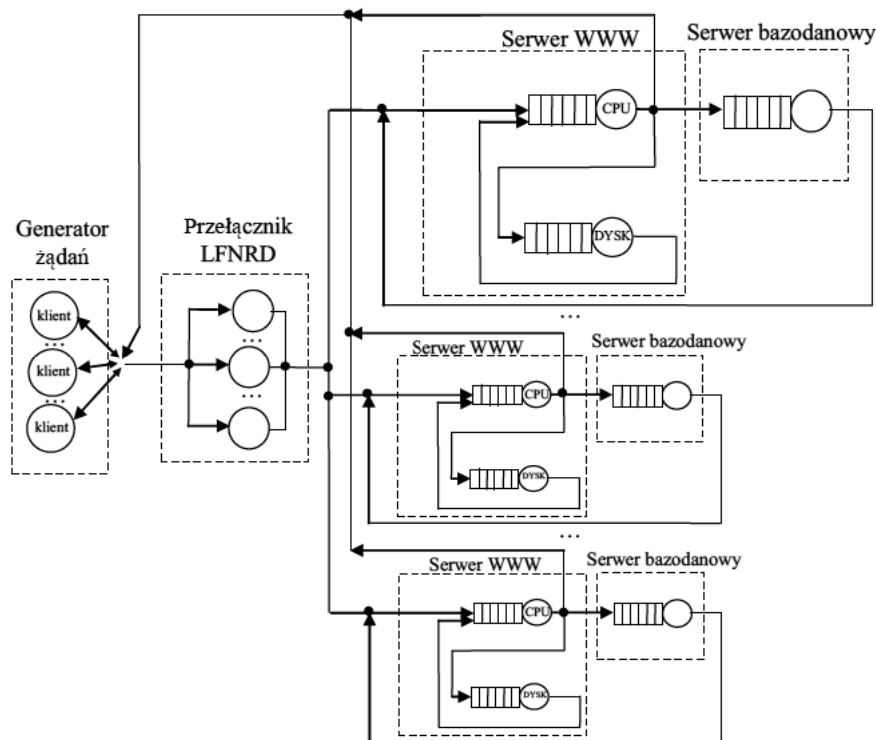 Serwer WWW
Serwer bazodanowy
CPU
DYSK
Generator
żądań
klient
...
klient
...
klient
Przełącznik
LFNRD
...
...
...
Serwer WWW
Serwer bazodanowy
CPU
DYSK
...
Serwer WWW
Serwer bazodanowy
CPU
DYSK